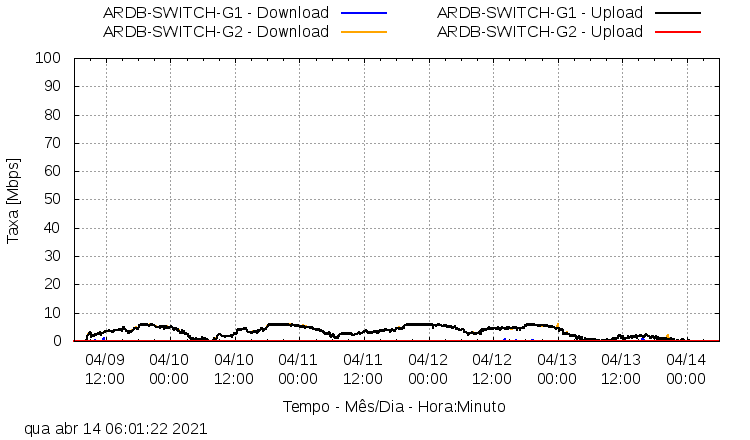 ARDB-SWITCH-G1 - Download ARDB-SWITCH-G1 - Upload
ARDB-SWITCH-G2 - Download ARDB-SWITCH-G2 - Upload
100
90
80
70
60
50
40
30
20
10
0
Taxa [Mbps]
04/09 04/10 04/10 04/11 04/11 04/12 04/12 04/13 04/13 04/14
12:00 00:00 12:00 00:00 12:00 00:00 12:00 00:00 12:00 00:00
Tempo - Mês/Dia - Hora:Minuto
qua abr 14 06:01:22 2021